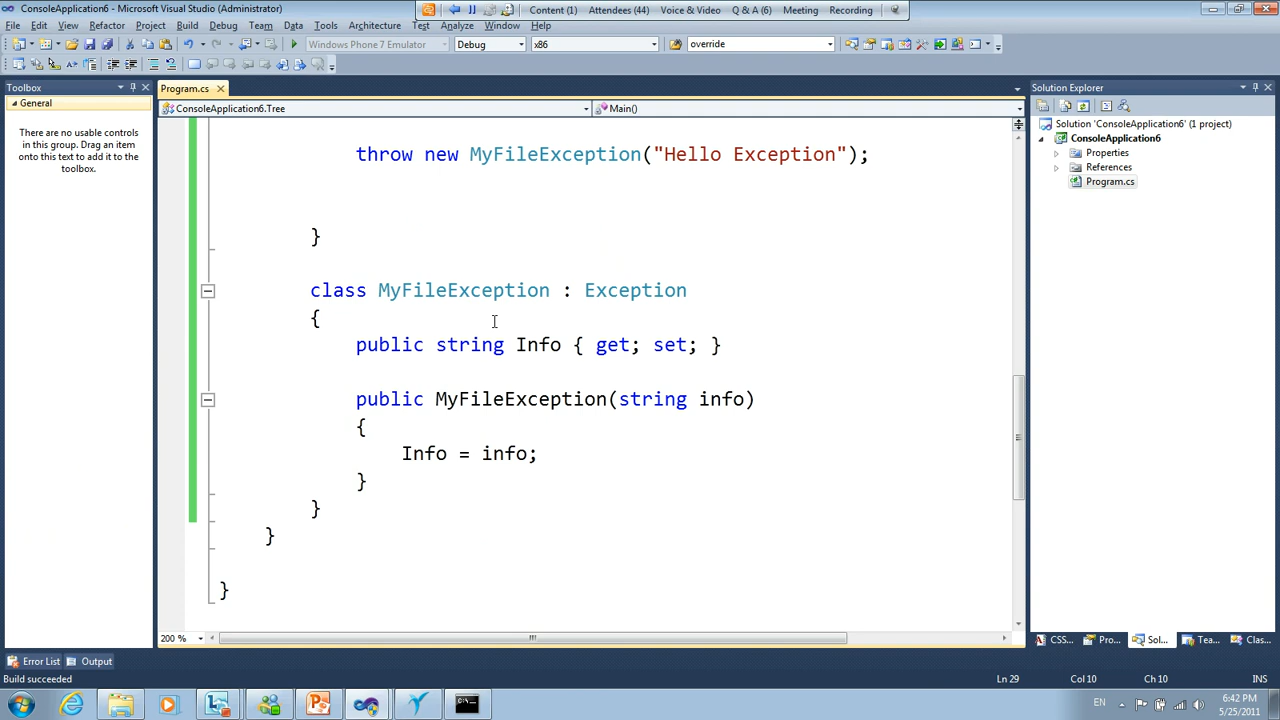 ConsoleApplication6 - Microsoft Visual Studio (Administrator)
Content (1) Attendees (44) Voice & Video Q & A (6) Meeting Recording
File Edit View Refactor Project Build Debug Team Data Tools Architecture Test Analyze Window Help
Windows Phone 7 Emulator Debug x86 override
Toolbox
General
There are no usable controls
in this group. Drag an item
onto this text to add it to the
toolbox.
Program.cs
ConsoleApplication6.Tree Main()
throw new MyFileException("Hello Exception");
}
class MyFileException : Exception
{
public string Info { get; set; }
public MyFileException(string info)
{
Info = info;
}
}
}
}
200 %
Solution Explorer
Solution 'ConsoleApplication6' (1 project)
ConsoleApplication6
Properties
References
Program.cs
CSS... Pro... Sol... Tea... Clas...
Error List Output
Build succeeded Ln 29 Col 10 Ch 10 INS
EN 6:42 PM
5/25/2011